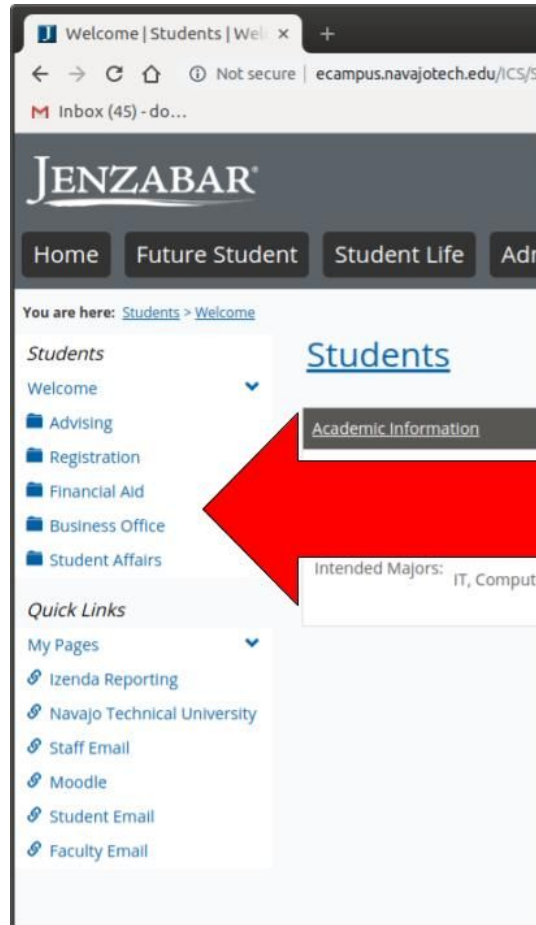 Welcome | Students | Wel
Not secure | ecampus.navajotech.edu/ICS/S
Inbox (45) - do...
JENZABAR®
Home Future Student Student Life Adm
You are here: Students > Welcome
Students
Welcome
Advising
Registration
Financial Aid
Business Office
Student Affairs
Quick Links
My Pages
Izenda Reporting
Navajo Technical University
Staff Email
Moodle
Student Email
Faculty Email
Students
Academic Information
Intended Majors: IT, Comput